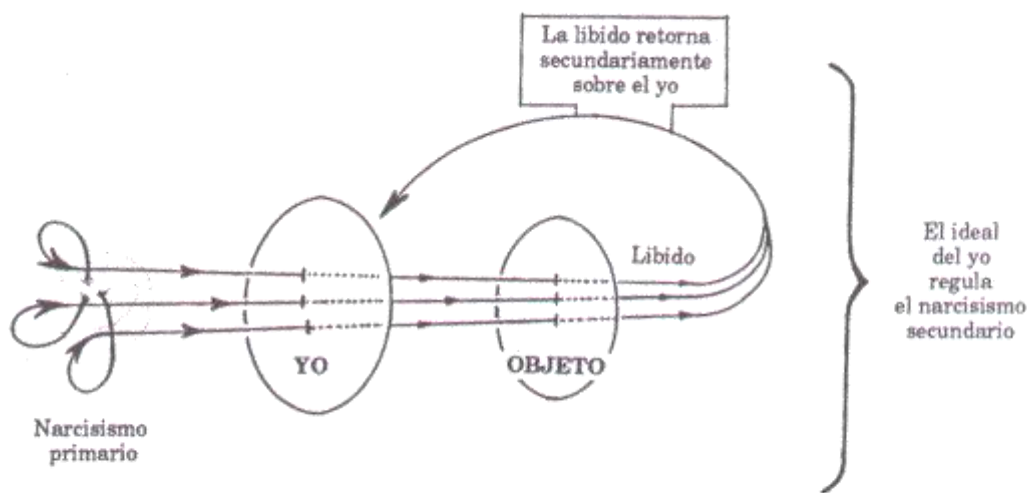 La libido retorna
secundariamente
sobre el yo
Libido
YO
OBJETO
Narcisismo
primario
El ideal
del yo
regula
el narcisismo
secundario